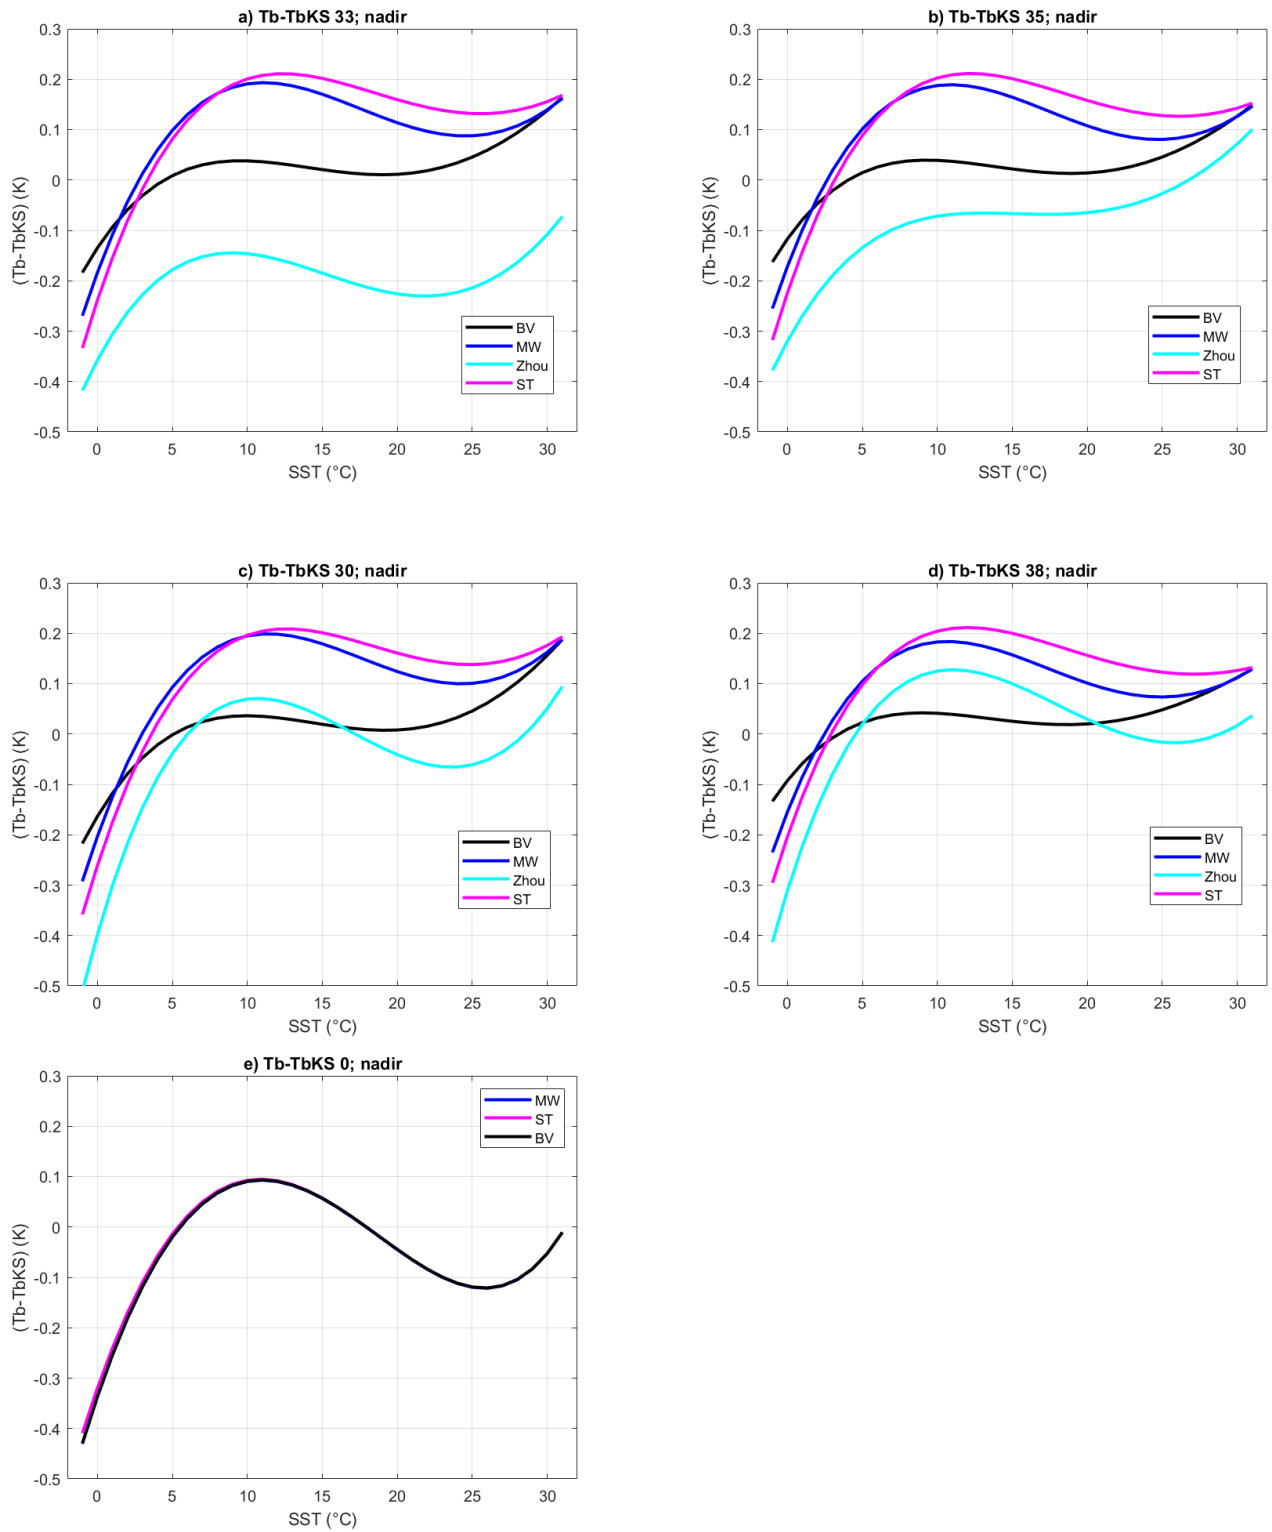 a) Tb-TbKS 33; nadir
(Tb-TbKS) (K)
0.3
0.2
0.1
0
-0.1
-0.2
-0.3
-0.4
-0.5
BV
MW
Zhou
ST
0 5 10 15 20 25 30
SST (°C)
b) Tb-TbKS 35; nadir
(Tb-TbKS) (K)
0.3
0.2
0.1
0
-0.1
-0.2
-0.3
-0.4
-0.5
BV
MW
Zhou
ST
0 5 10 15 20 25 30
SST (°C)
c) Tb-TbKS 30; nadir
(Tb-TbKS) (K)
0.3
0.2
0.1
0
-0.1
-0.2
-0.3
-0.4
-0.5
BV
MW
Zhou
ST
0 5 10 15 20 25 30
SST (°C)
d) Tb-TbKS 38; nadir
(Tb-TbKS) (K)
0.3
0.2
0.1
0
-0.1
-0.2
-0.3
-0.4
-0.5
BV
MW
Zhou
ST
0 5 10 15 20 25 30
SST (°C)
e) Tb-TbKS 0; nadir
(Tb-TbKS) (K)
0.3
0.2
0.1
0
-0.1
-0.2
-0.3
-0.4
-0.5
MW
ST
BV
0 5 10 15 20 25 30
SST (°C)